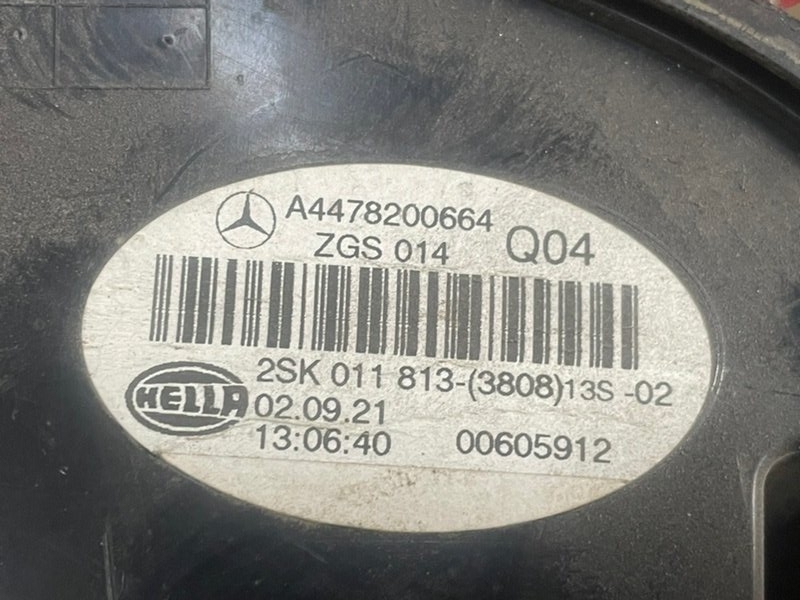 A4478200664
ZGS 014 Q04
2SK 011 813-(3808)13S -02
HELLA
02.09.21
13:06:40 00605912